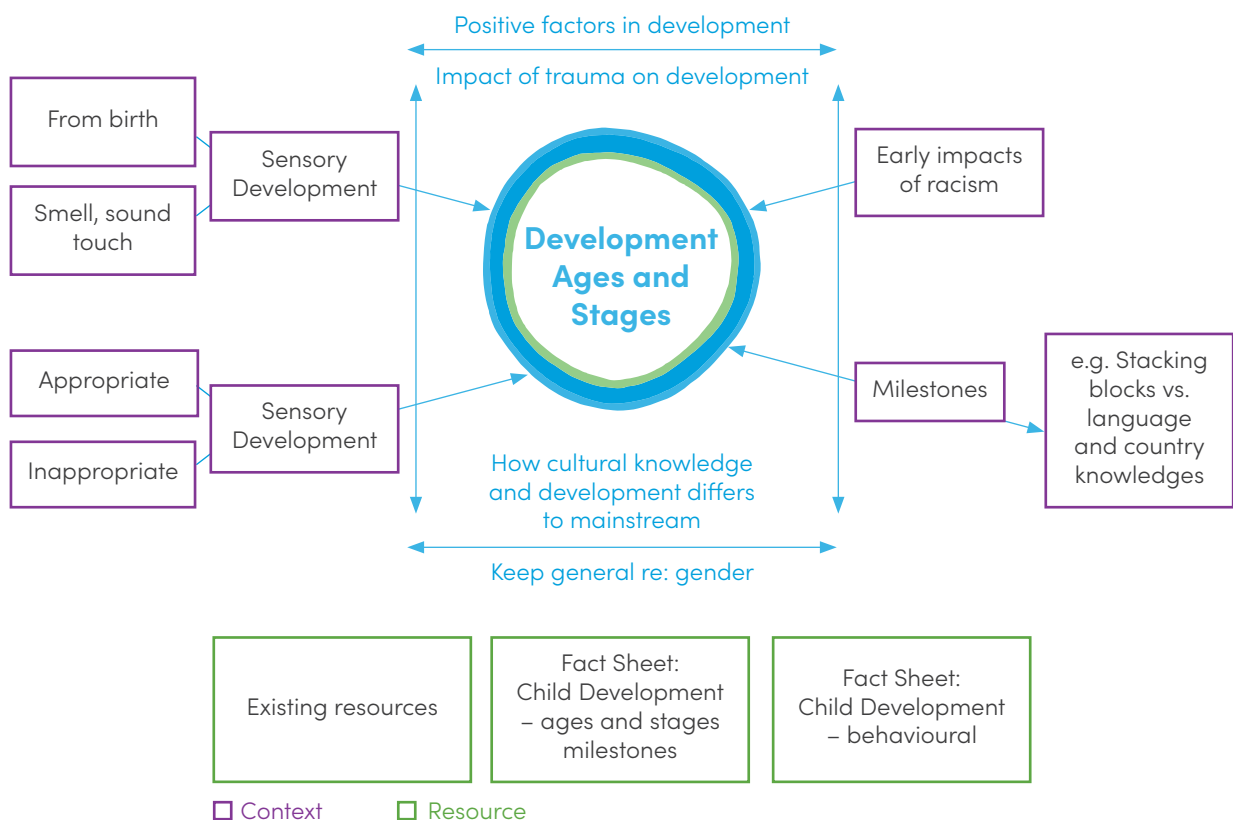 Positive factors in development
Impact of trauma on development
From birth
Smell, sound
touch
Sensory
Development
Appropriate
Inappropriate
Sensory
Development
Development
Ages and
Stages
Early impacts
of racism
Milestones
e.g. Stacking
blocks vs.
language
and country
knowledges
How cultural knowledge
and development differs
to mainstream
Keep general re: gender
Existing resources
Fact Sheet:
Child Development
– ages and stages
milestones
Fact Sheet:
Child Development
– behavioural
Context
Resource